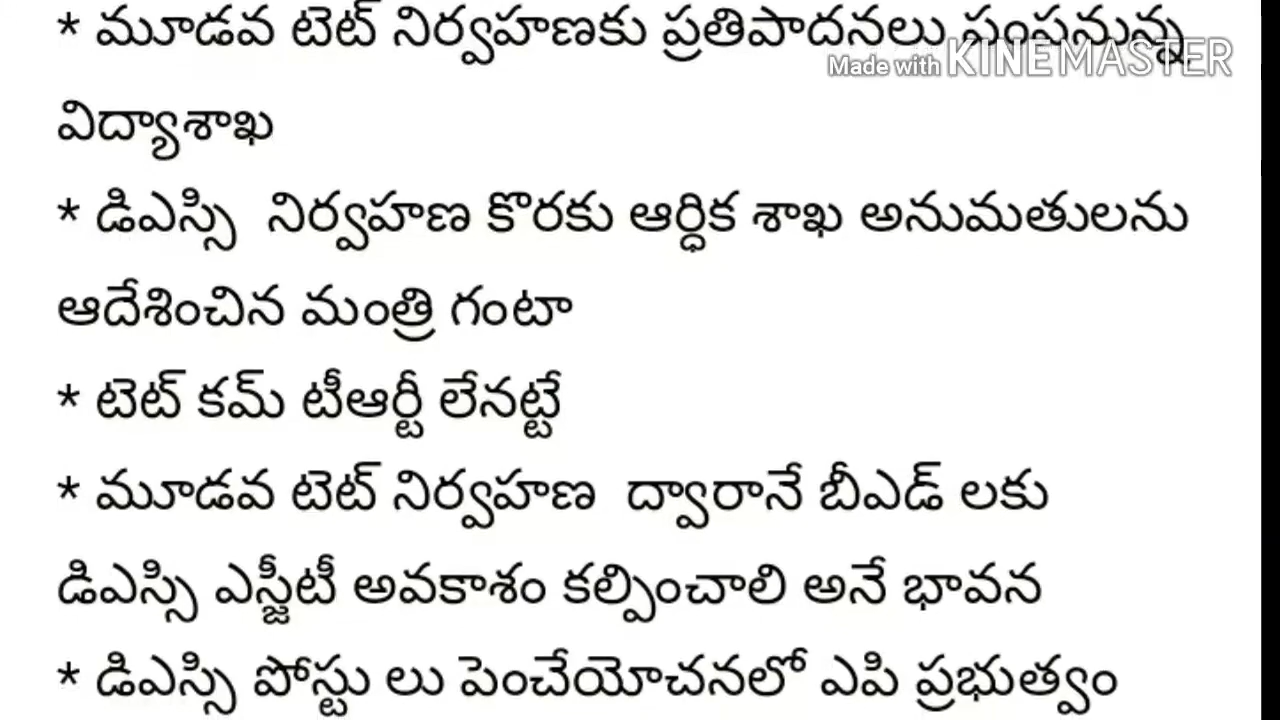 * మూడవ టెట్ నిర్వహణకు ప్రతిపాదనలు పంపనున్న
Made with KINEMASTER
విద్యాశాఖ
* డిఎస్సి  నిర్వహణ కొరకు ఆర్ధిక శాఖ అనుమతులను
ఆదేశించిన మంత్రి గంటా
* టెట్ కమ్ టీఆర్టీ లేనట్టే
* మూడవ టెట్ నిర్వహణ  ద్వారానే బీఎడ్ లకు
డిఎస్సి ఎస్జీటీ అవకాశం కల్పించాలి అనే భావన
* డిఎస్సి పోస్టు లు పెంచేయోచనలో ఎపి ప్రభుత్వం